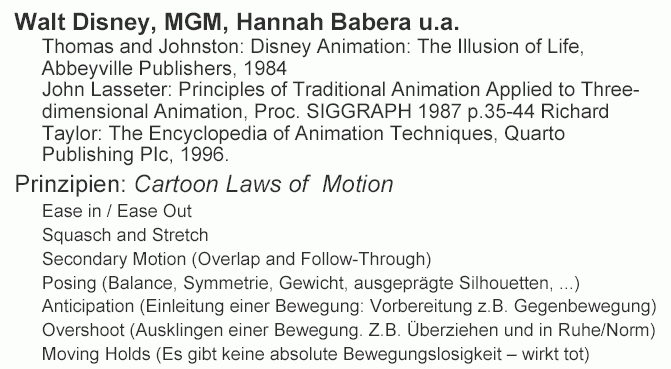 Walt Disney, MGM, Hannah Babera u.a.
Thomas and Johnston: Disney Animation: The Illusion of Life,
Abbeyville Publishers, 1984
John Lasseter: Principles of Traditional Animation Applied to Three-
dimensional Animation, Proc. SIGGRAPH 1987 p.35-44 Richard
Taylor: The Encyclopedia of Animation Techniques, Quarto
Publishing Plc, 1996.
Prinzipien: Cartoon Laws of Motion
Ease in / Ease Out
Squasch and Stretch
Secondary Motion (Overlap and Follow-Through)
Posing (Balance, Symmetrie, Gewicht, ausgeprägte Silhouetten, ...)
Anticipation (Einleitung einer Bewegung: Vorbereitung z.B. Gegenbewegung)
Overshoot (Ausklingen einer Bewegung. Z.B. Überziehen und in Ruhe/Norm)
Moving Holds (Es gibt keine absolute Bewegungslosigkeit – wirkt tot)